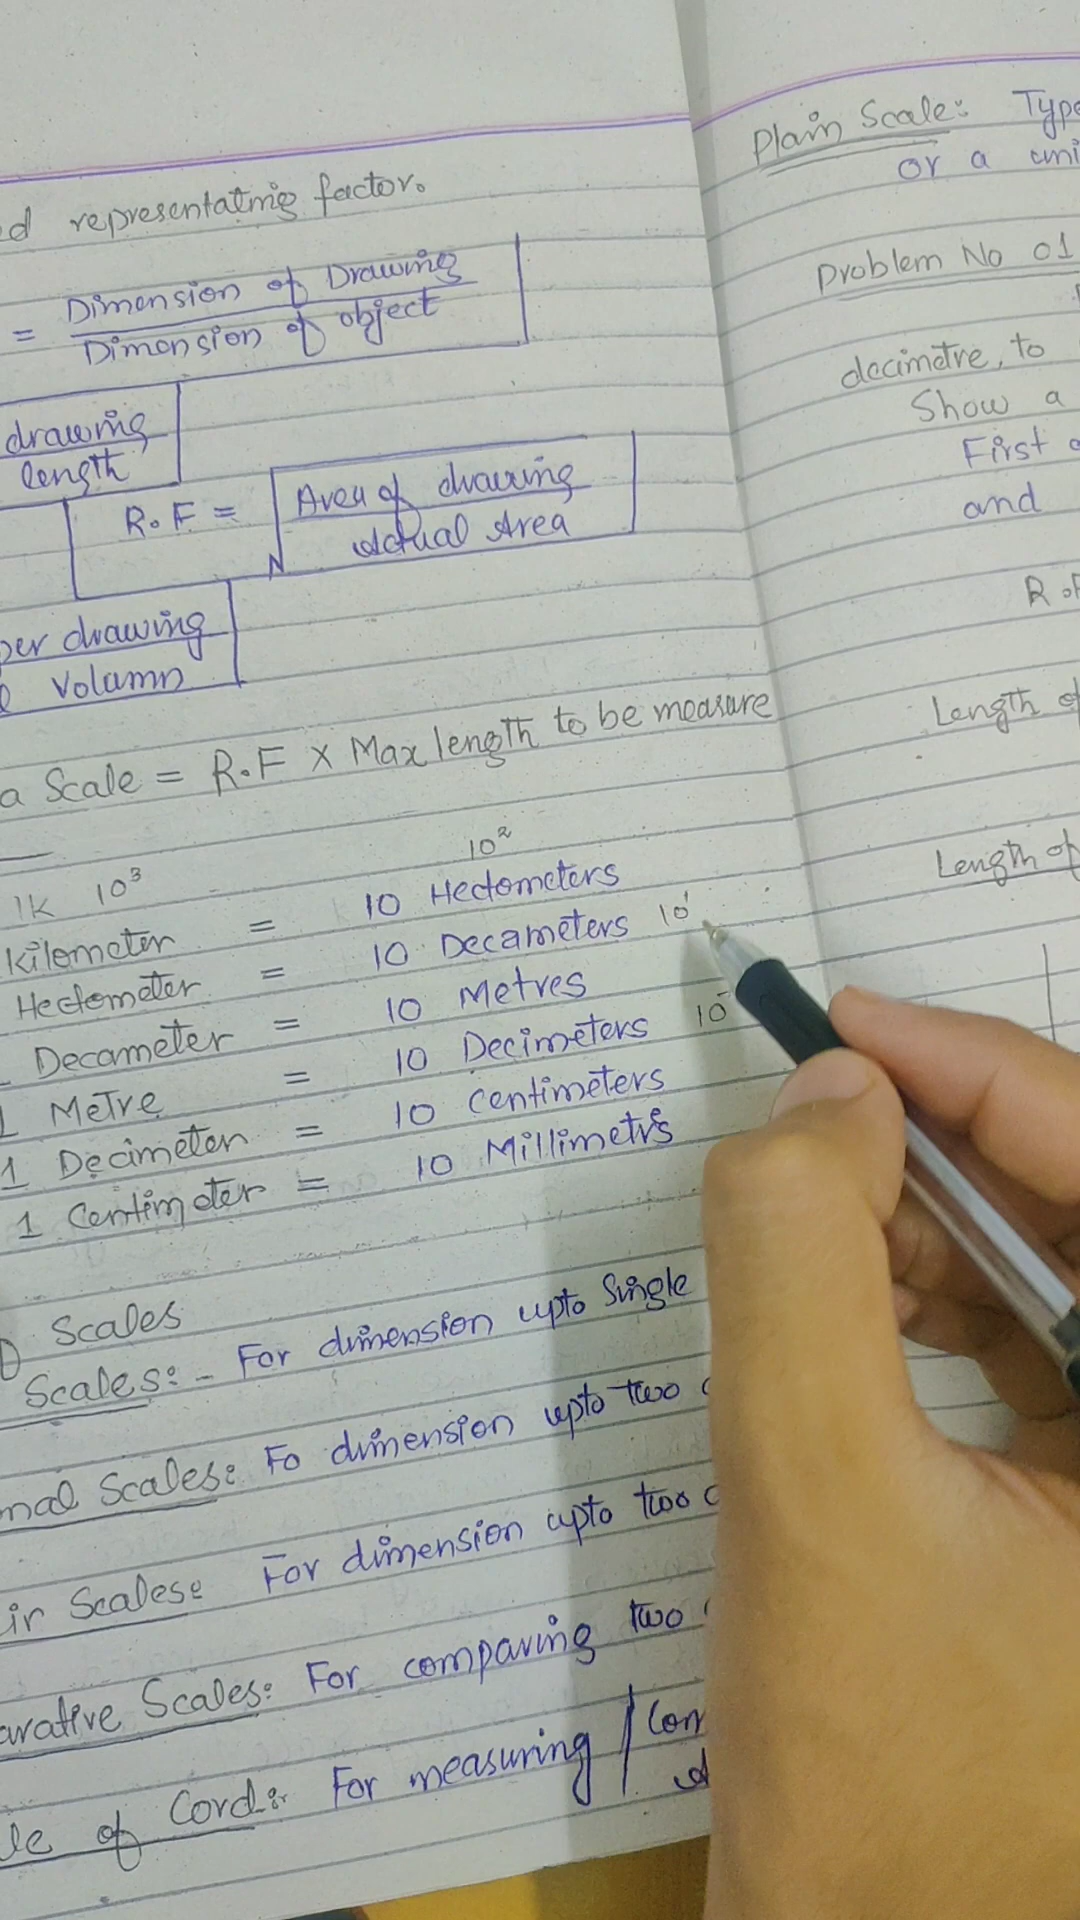 ed representating factor.
= Dimension of Drawing
Dimension of object
drawing
length
R.F = Area of drawing
Actual Area
per drawing
Volumn
a Scale = R.F X Max length to be measure
1K 10³ 10²
kilometer = 10 Hectometers
Hectometer = 10 Decameters 10¹
Decameter = 10 Metres
1 Metre = 10 Decimeters 10⁻
1 Decimeter = 10 Centimeters
1 Centimeter = 10 Millimetrs
Scales
Scales:- For dimension upto Single
nal Scales: Fo dimension upto two
ir Scales: For dimension upto two
arative Scales: For comparing two
le of Cord: For measuring / Com
Plain Scale: Type
or a uni
Problem No 01
decimetre, to
Show a
First
and
R of
Length of
Length of